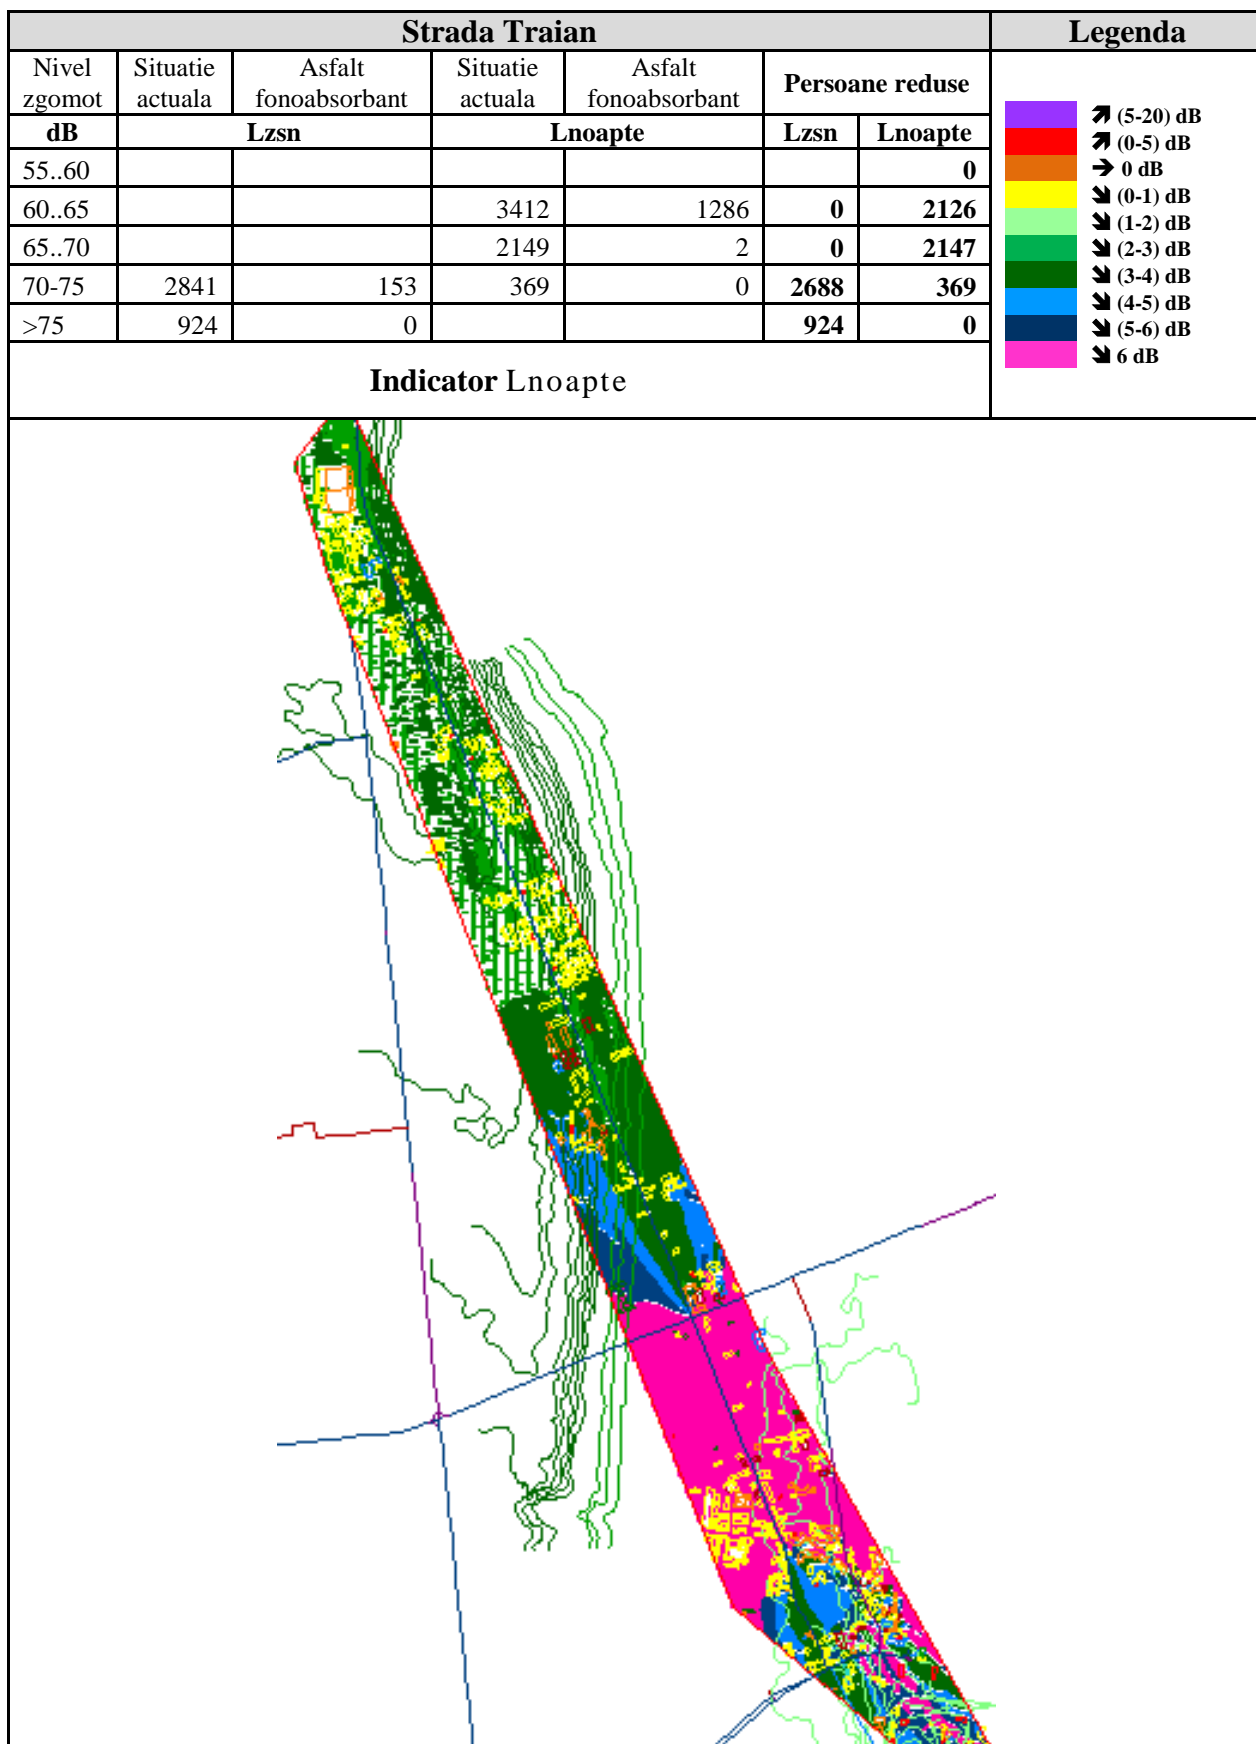 Strada Traian
Legenda
Nivel zgomot Situatie actuala Asfalt fonoabsorbant Situatie actuala Asfalt fonoabsorbant Persoane reduse
dB Lzsn Lnoapte Lzsn Lnoapte
55..60 0
60..65 3412 1286 0 2126
65..70 2149 2 0 2147
70-75 2841 153 369 0 2688 369
>75 924 0 924 0
Indicator Lnoapte
↗ (5-20) dB
↗ (0-5) dB
→ 0 dB
↘ (0-1) dB
↘ (1-2) dB
↘ (2-3) dB
↘ (3-4) dB
↘ (4-5) dB
↘ (5-6) dB
↘ 6 dB